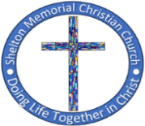 Shelton Memorial Christian Church
Doing Life Together in Christ